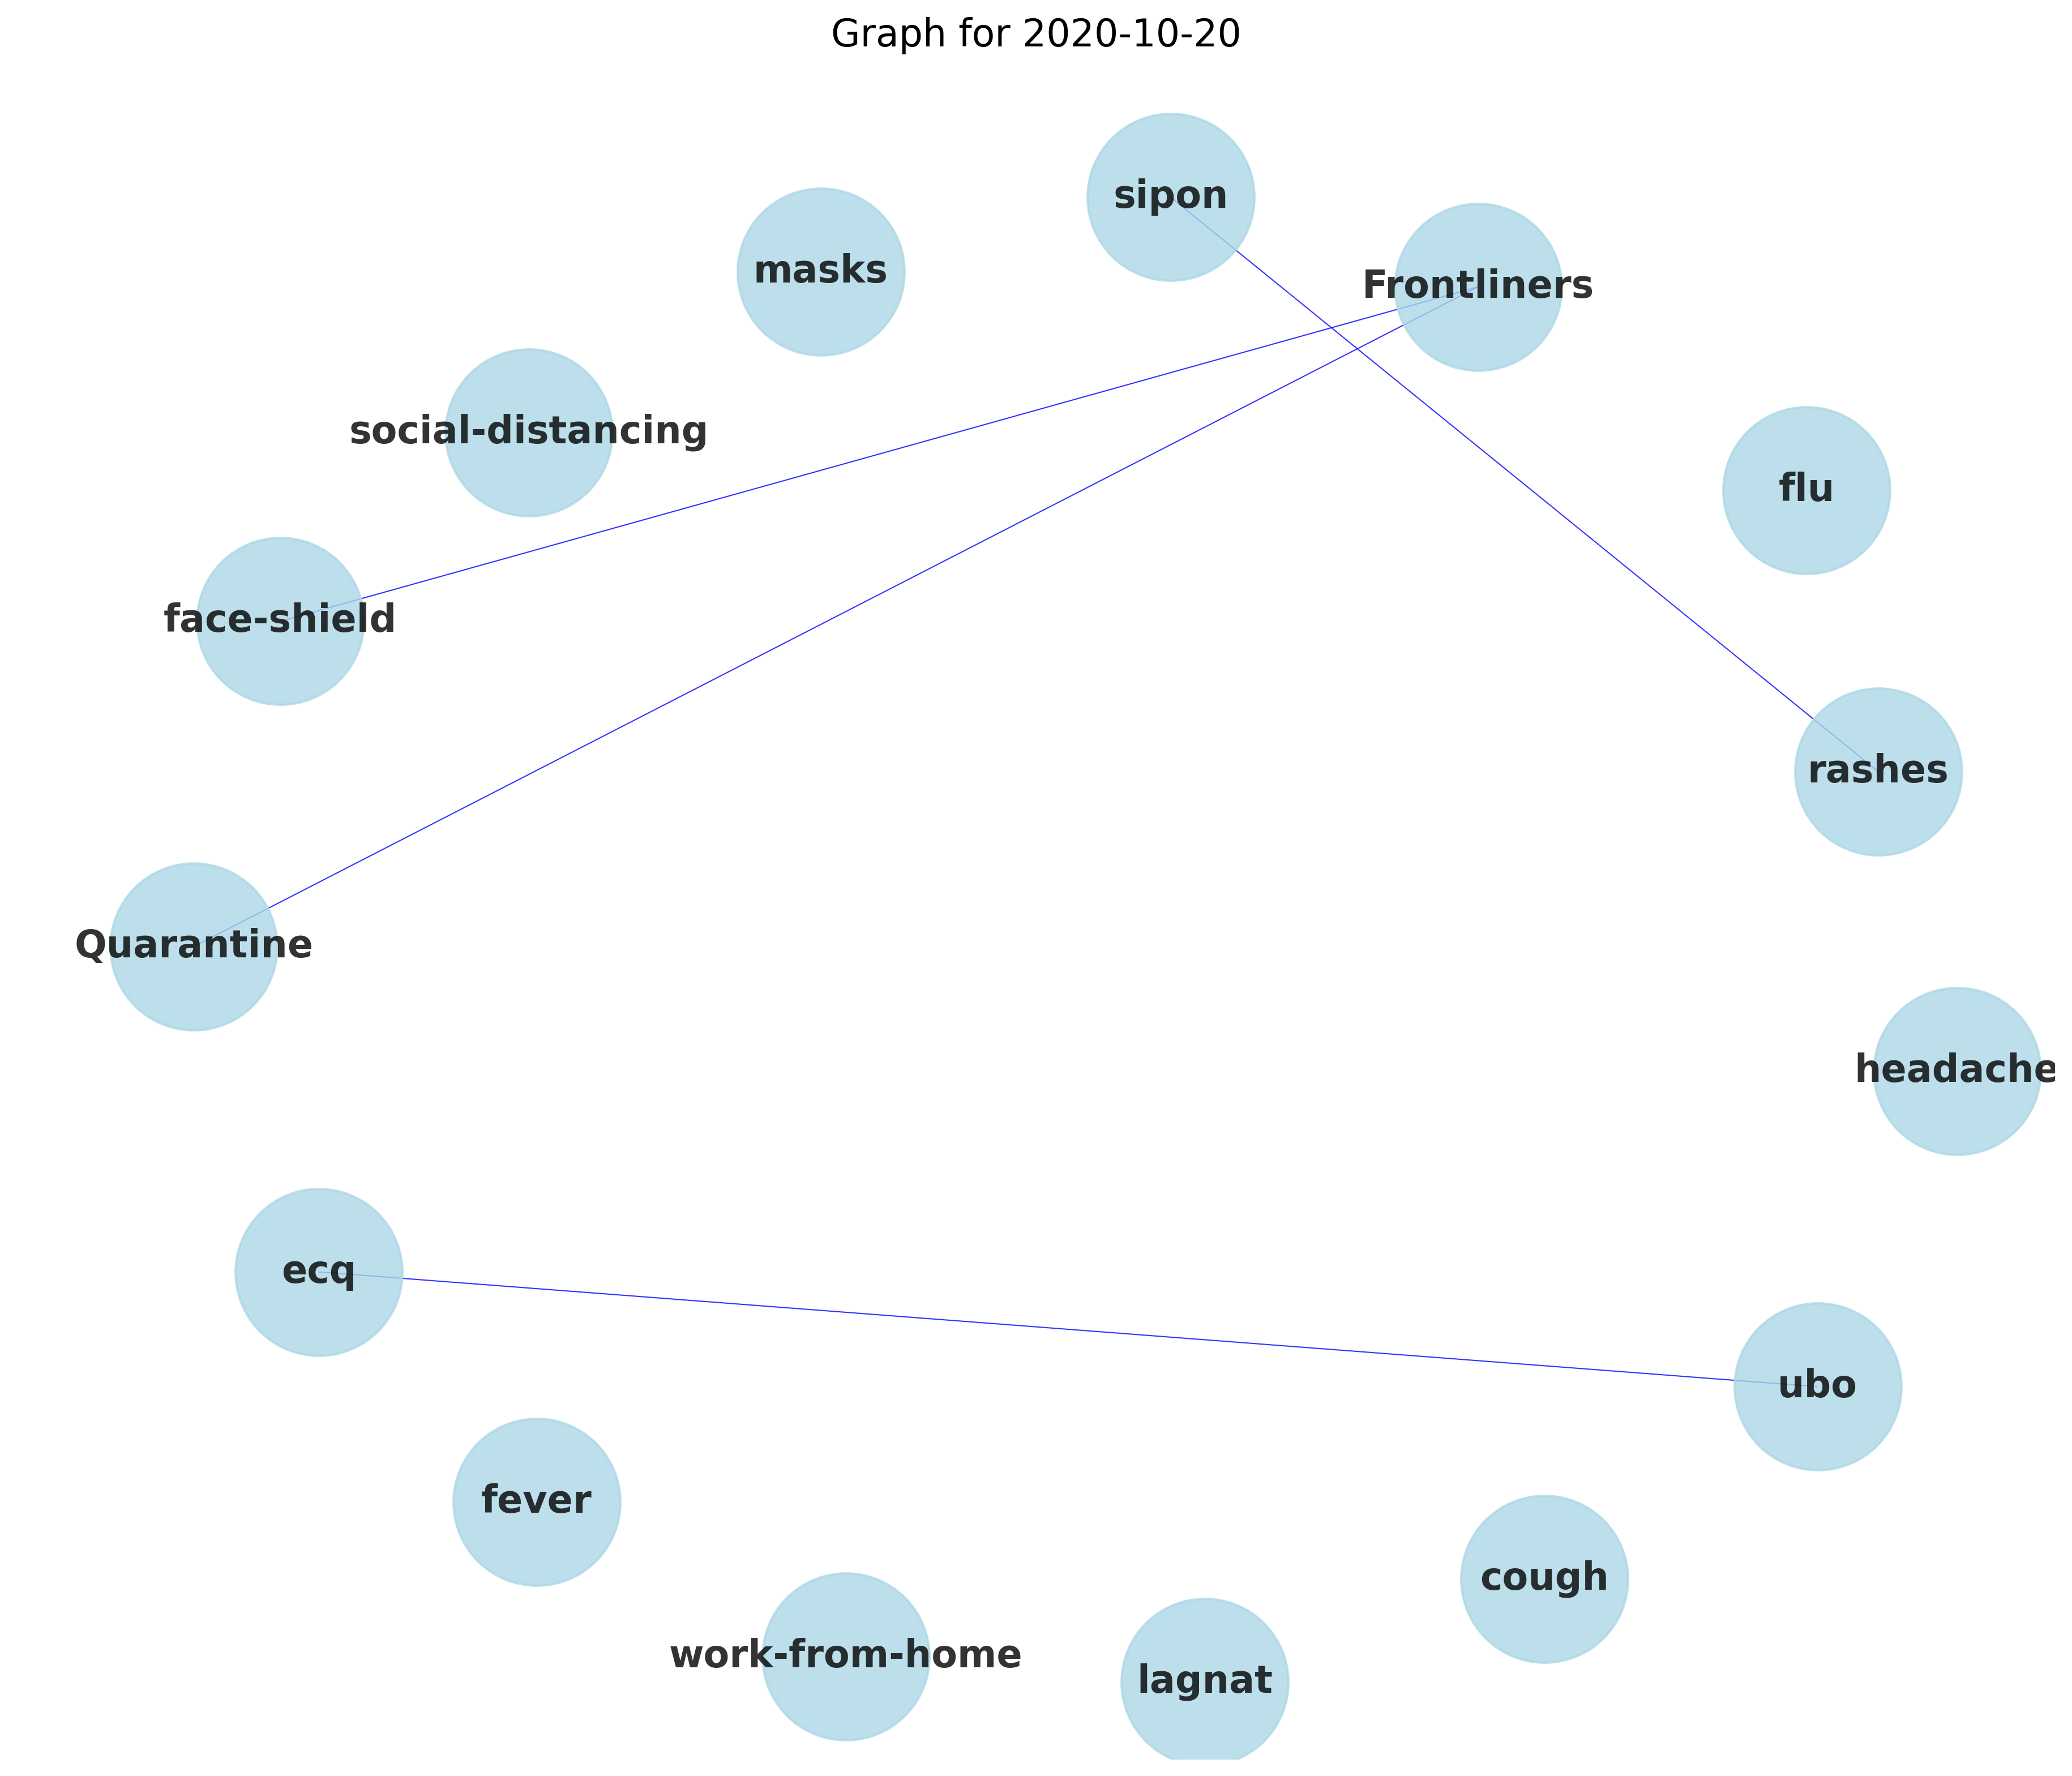 Graph for 2020-10-20
sipon
masks
Frontliners
social-distancing
flu
face-shield
rashes
Quarantine
headache
ecq
ubo
fever
cough
work-from-home
lagnat